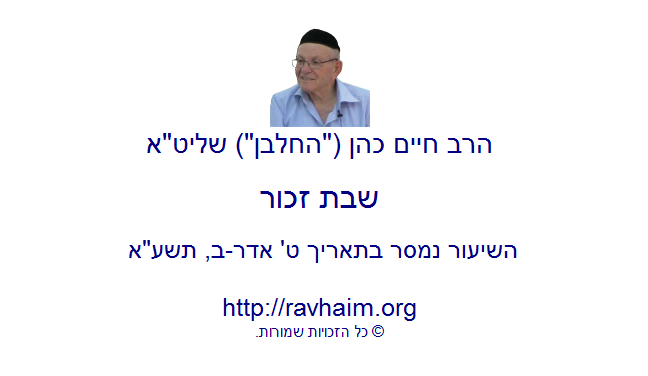 הרב חיים כהן ("החלבן") שליט"א
שבת זכור
השיעור נמסר בתאריך ט' אדר-ב, תשע"א
http://ravhaim.org
© כל הזכויות שמורות.